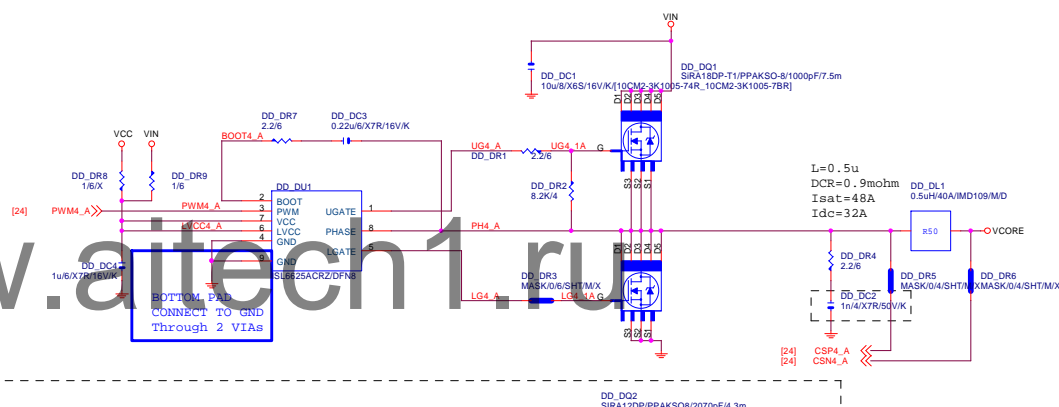 VIN
DD_DC1
10u/8/X6S/16V/K/[10CM2-3K1005-74R_10CM2-3K1005-7BR]
DD_DQ1
SiRA18DP-T1/PPAKSO-8/1000pF/7.5m
D1
D2
D3
D4
D5
G
S3
S2
S1
DD_DR7
2.2/6
DD_DC3
0.22u/6/X7R/16V/K
BOOT4_A
VCC
VIN
DD_DR8
1/6/X
DD_DR9
1/6
UG4_A
DD_DR1
2.2/6
UG4_1A
DD_DR2
8.2K/4
DD_DU1
2
BOOT
3
PWM
7
VCC
6
LVCC
4
GND
9
GND
UGATE
1
PHASE
8
LGATE
5
SL6625ACRZ/DFN8
[24]
PWM4_A
PWM4_A
LVCC4_A
PH4_A
DD_DC4
1u/6/X7R/16V/K
BOTTOM PAD
CONNECT TO GND
Through 2 VIAs
LG4_A
DD_DR3
MASK/0/6/SHT/M/X
LG4_1A
D1
D2
D3
D4
D5
G
S3
S2
S1
L=0.5u
DCR=0.9mohm
Isat=48A
Idc=32A
DD_DL1
0.5uH/40A/IMD109/M/D
R50
VCORE
DD_DR4
2.2/6
DD_DC2
1n/4/X7R/50V/K
DD_DR5
MASK/0/4/SHT/M/X
DD_DR6
MASK/0/4/SHT/M/X
[24]
CSP4_A
[24]
CSN4_A
w.aitech1.ru
DD_DQ2
SIRA12DP/PPAKSO8/2070pF/4.3m